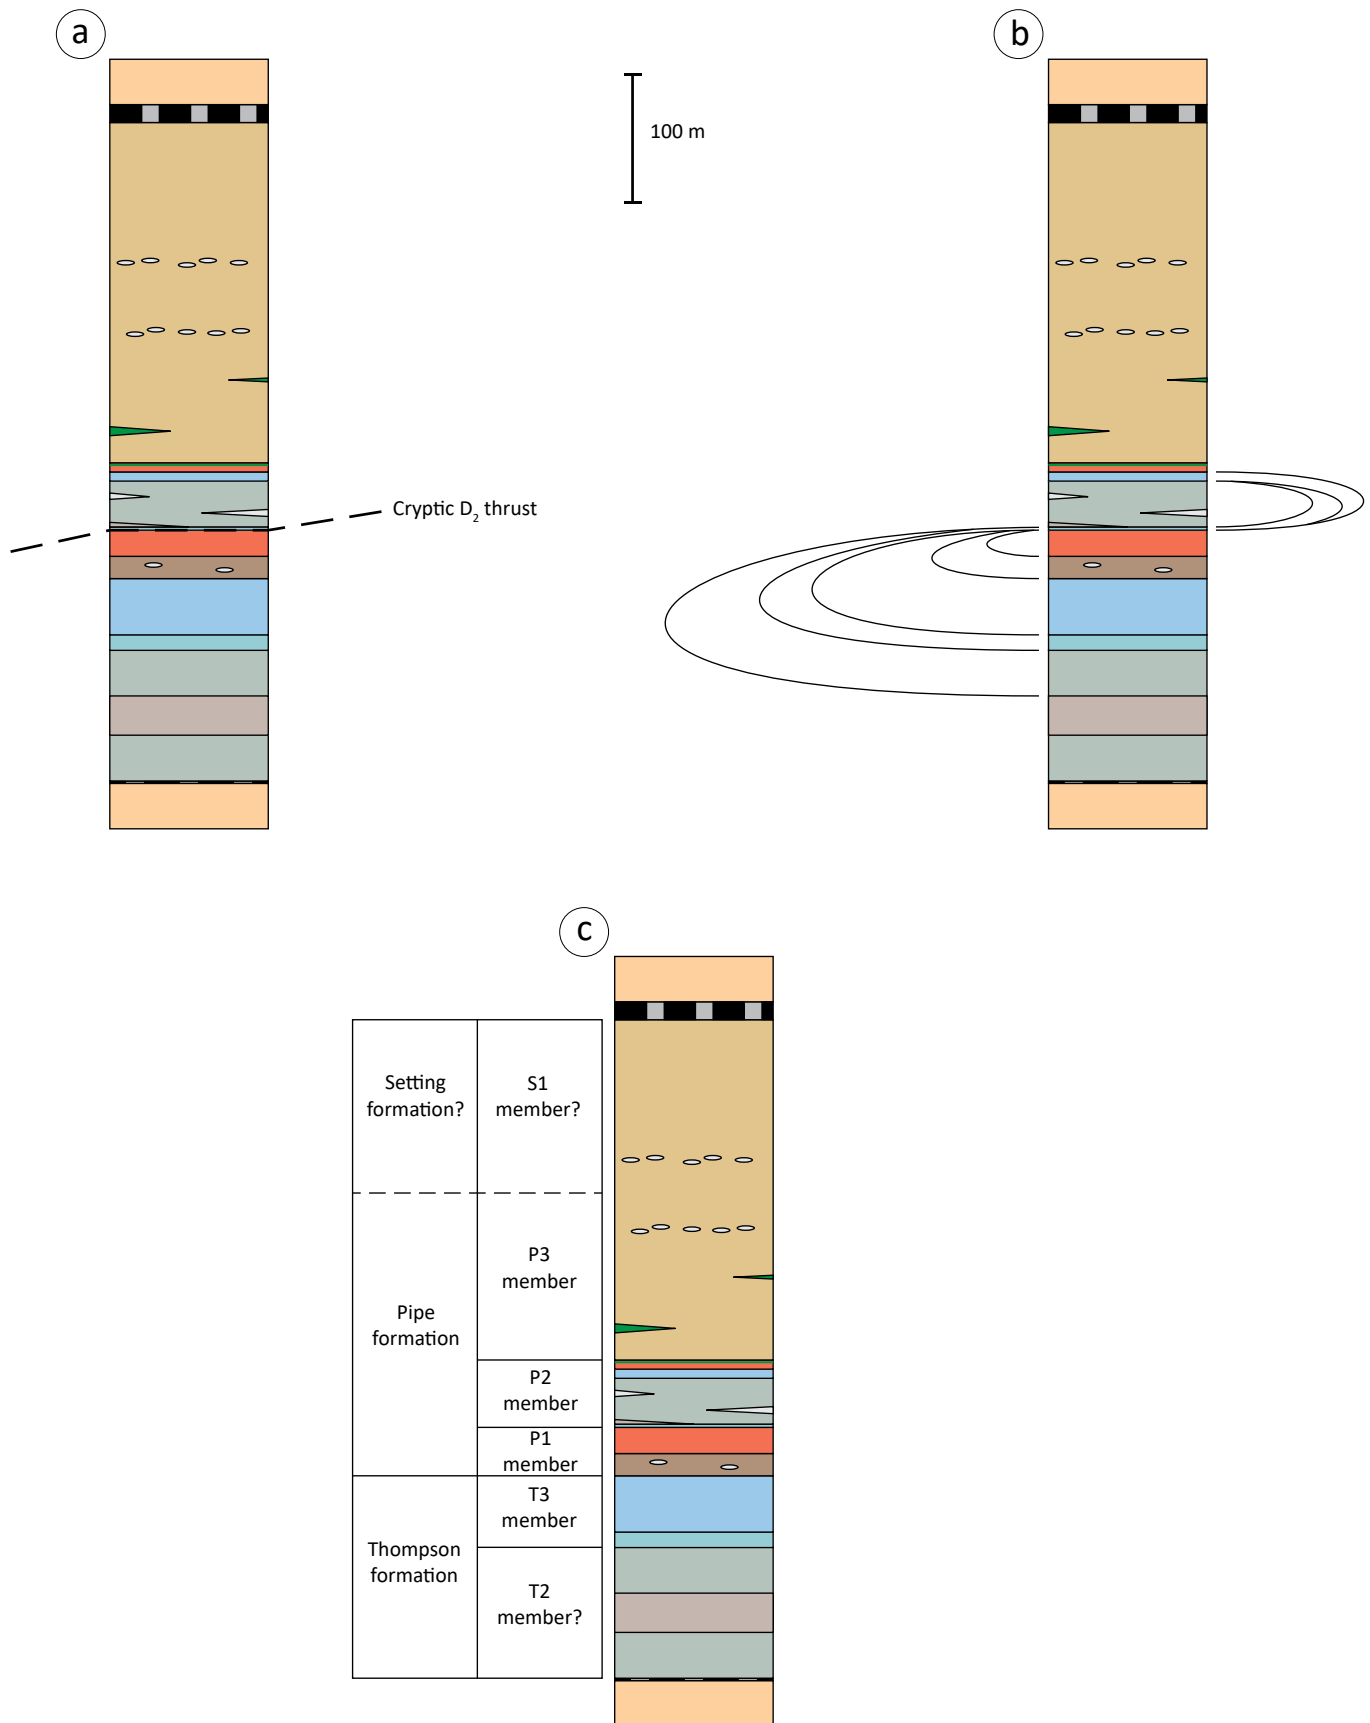 a
b
100 m
Cryptic D₂ thrust
c
Setting
formation?
S1
member?
Pipe
formation
P3
member
P2
member
P1
member
Thompson
formation
T3
member
T2
member?